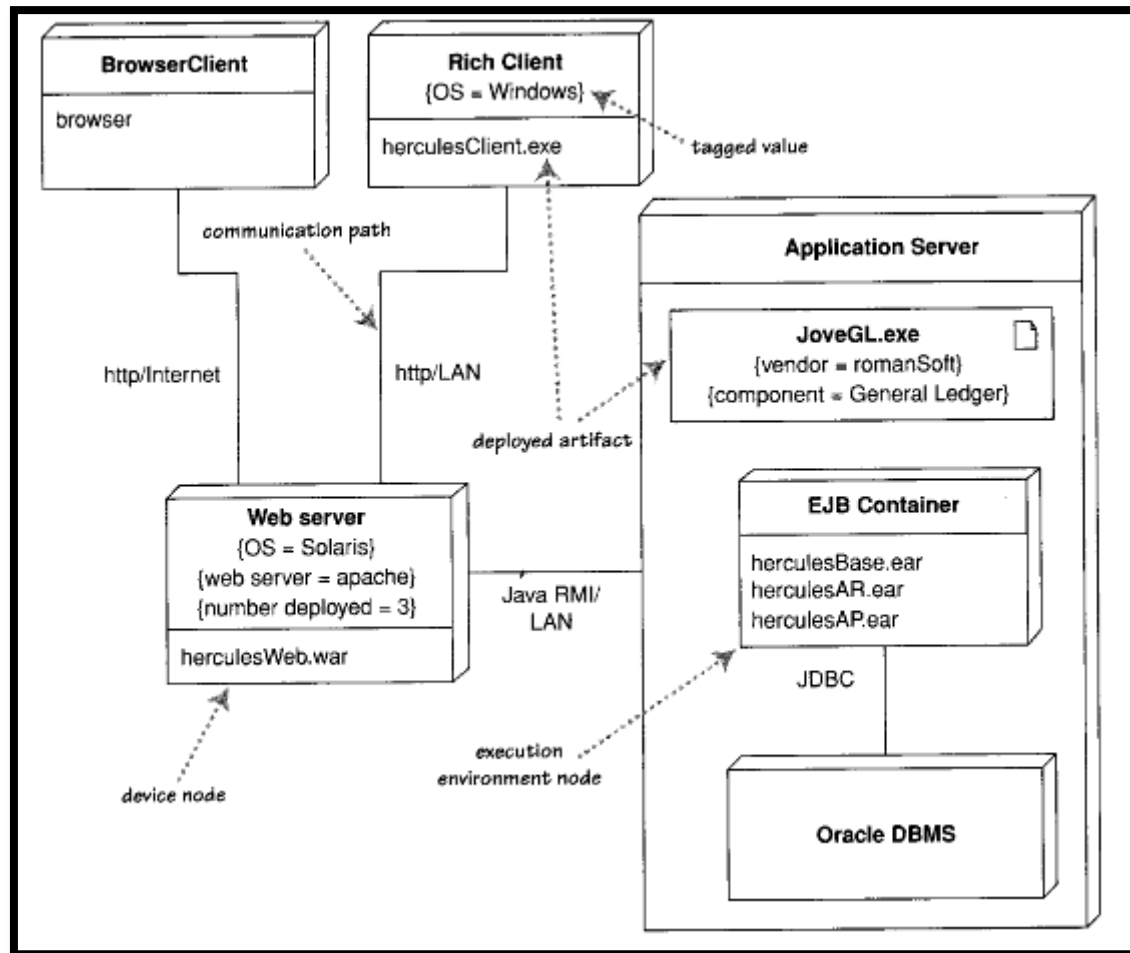 BrowserClient
browser
Rich Client
{OS = Windows}
herculesClient.exe
tagged value
communication path
http/Internet
http/LAN
deployed artifact
Application Server
JoveGL.exe
{vendor = romanSoft}
{component = General Ledger}
Web server
{OS = Solaris}
{web server = apache}
{number deployed = 3}
herculesWeb.war
Java RMI/
LAN
EJB Container
herculesBase.ear
herculesAR.ear
herculesAP.ear
JDBC
execution
environment node
device node
Oracle DBMS